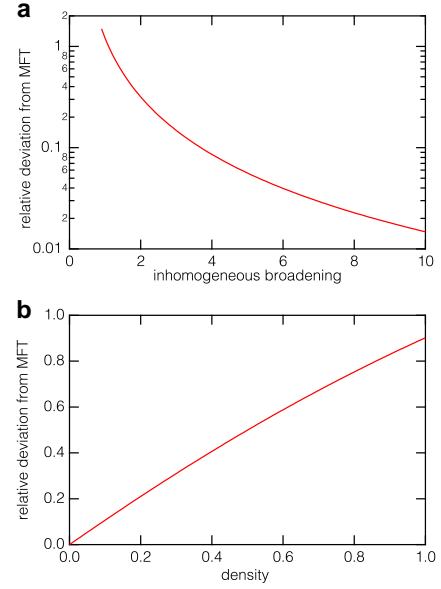 a
relative deviation from MFT
2
1
8
6
4
2
0.1
8
6
4
2
0.01
0 2 4 6 8 10
inhomogeneous broadening
b
relative deviation from MFT
1.0
0.8
0.6
0.4
0.2
0.0
0.0 0.2 0.4 0.6 0.8 1.0
density